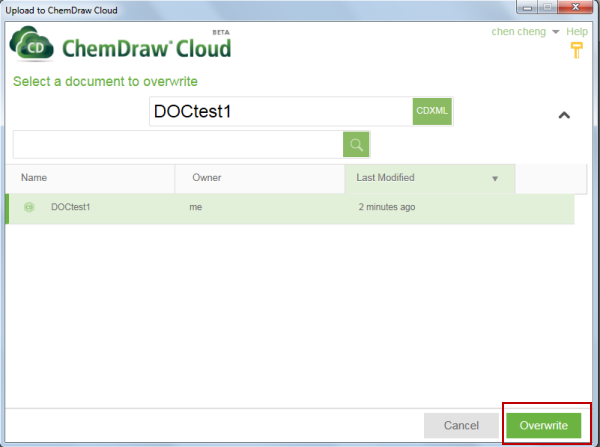 Upload to ChemDraw Cloud
CD ChemDraw® Cloud BETA
chen cheng Help
Select a document to overwrite
DOCtest1 CDXML
Name Owner Last Modified
CD DOCtest1 me 2 minutes ago
Cancel Overwrite